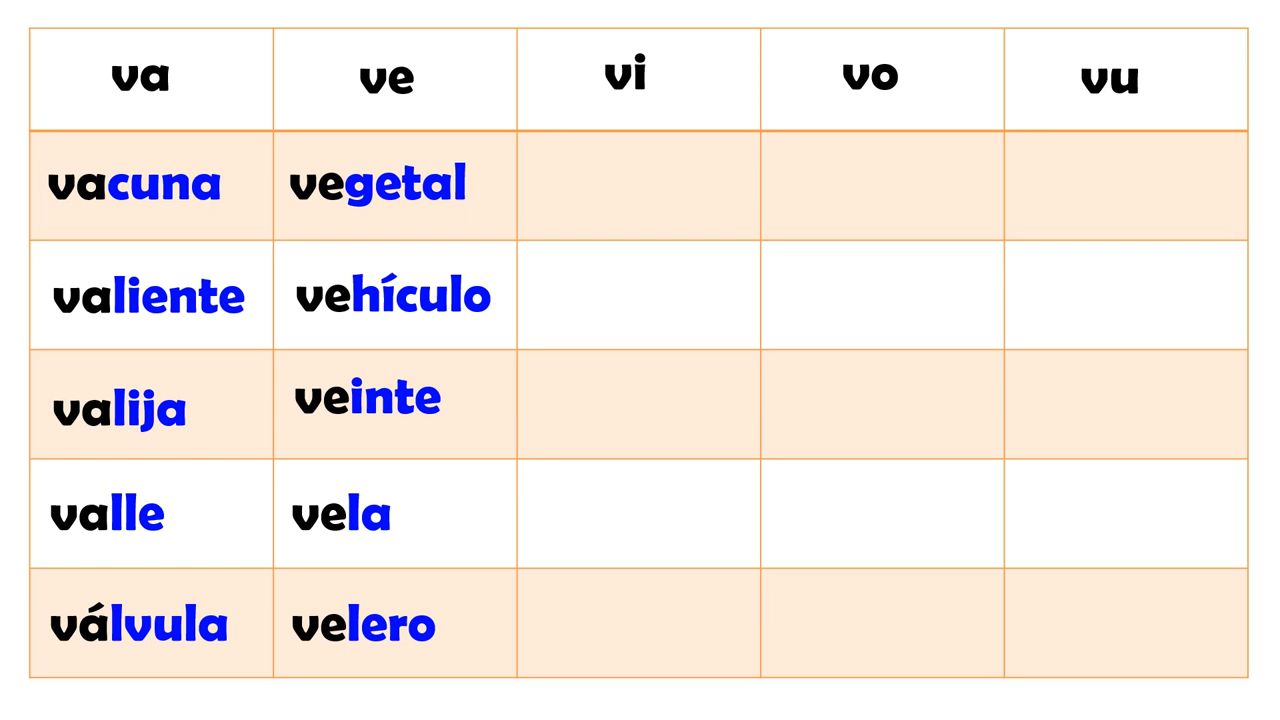 va ve vi vo vu
vacuna vegetal
valiente vehículo
valija veinte
valle vela
válvula velero